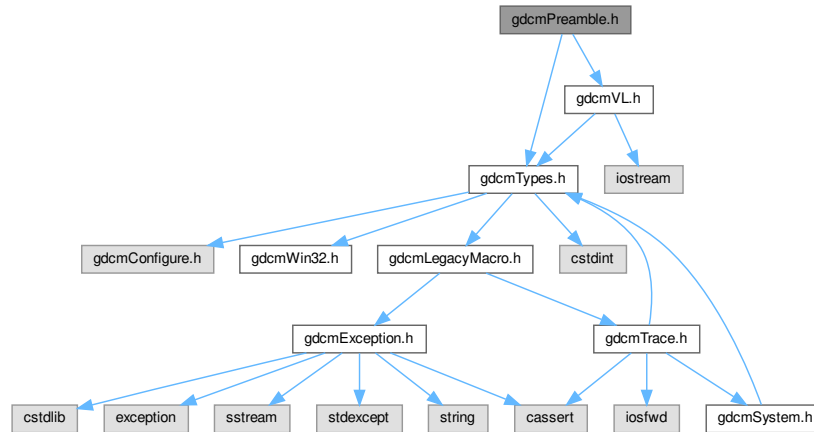 gdcmPreamble.h
gdcmVL.h
gdcmTypes.h
iostream
gdcmConfigure.h
gdcmWin32.h
gdcmLegacyMacro.h
cstdint
gdcmException.h
gdcmTrace.h
cstdlib
exception
sstream
stdexcept
string
cassert
iosfwd
gdcmSystem.h